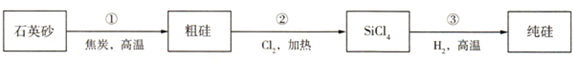 ① ② ③
石英砂 粗硅 SiCl₄ 纯硅
焦炭，高温 Cl₂，加热 H₂，高温